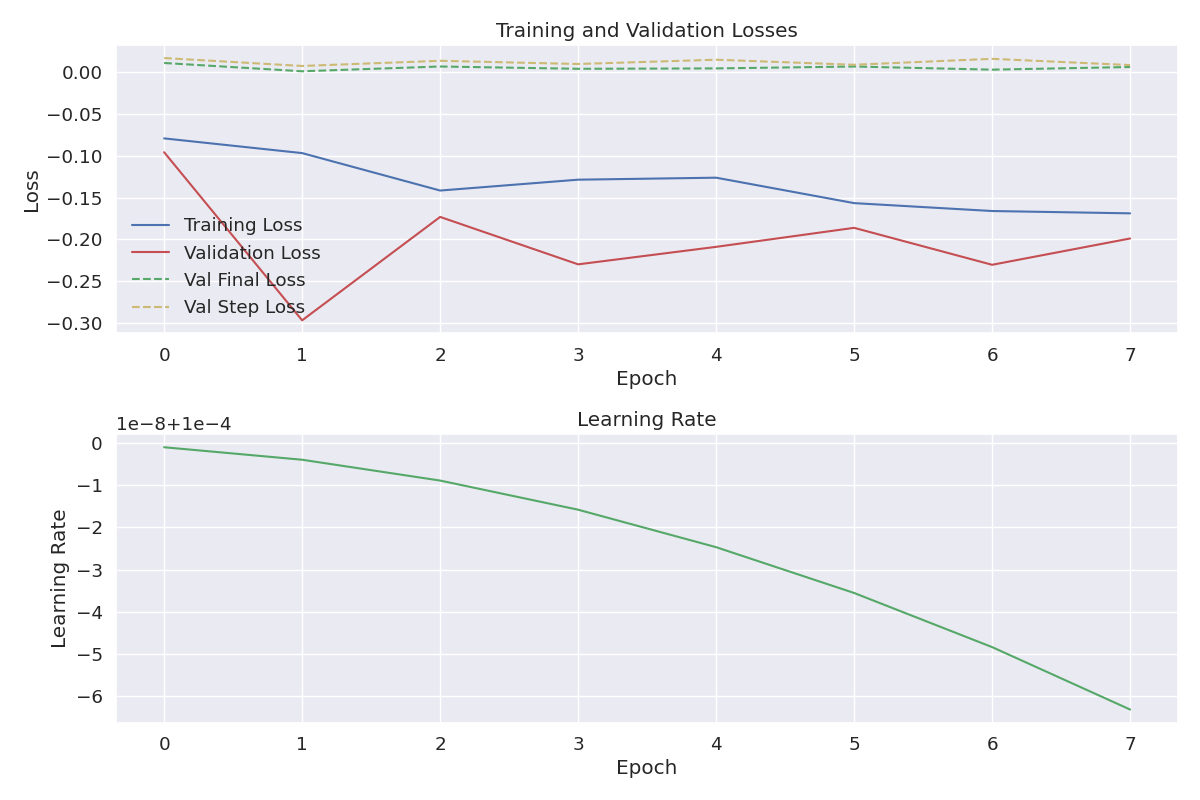 Training and Validation Losses
0.00
−0.05
−0.10
−0.15
−0.20
−0.25
−0.30
Loss
Training Loss
Validation Loss
Val Final Loss
Val Step Loss
0 1 2 3 4 5 6 7
Epoch
Learning Rate
1e−8+1e−4
0
−1
−2
−3
−4
−5
−6
Learning Rate
0 1 2 3 4 5 6 7
Epoch